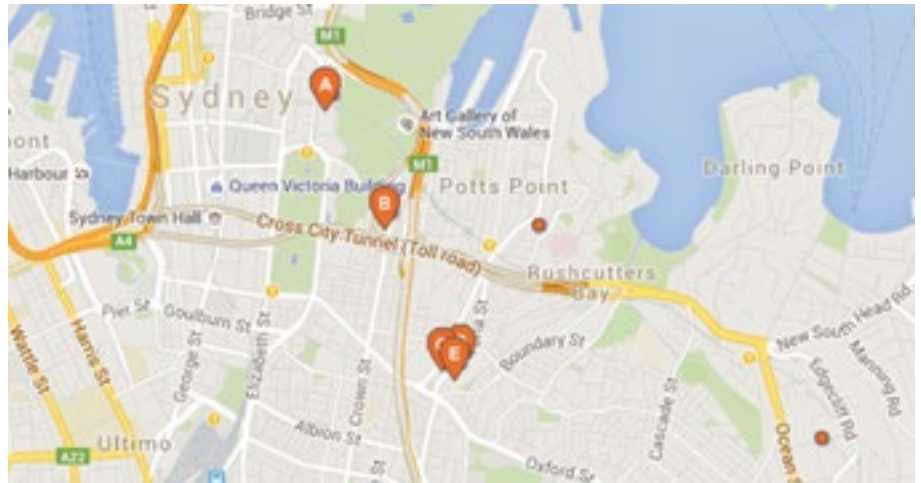 Bridge St
M1
A
Sydney
Art Gallery of
New South Wales
mont
M1
Darling Point
Harbour
Queen Victoria Building
Potts Point
B
Sydney Town Hall
Cross City Tunnel (Toll road)
A4
Rushcutters
Bay
Goulburn St
New South Head Rd
Wattle St
Harris St
George St
Elizabeth St
Crown St
E
Boundary St
Edgecliff Rd
Manning Rd
Cascade St
Albion St
Ultimo
A22
Oxford St
Ocean S